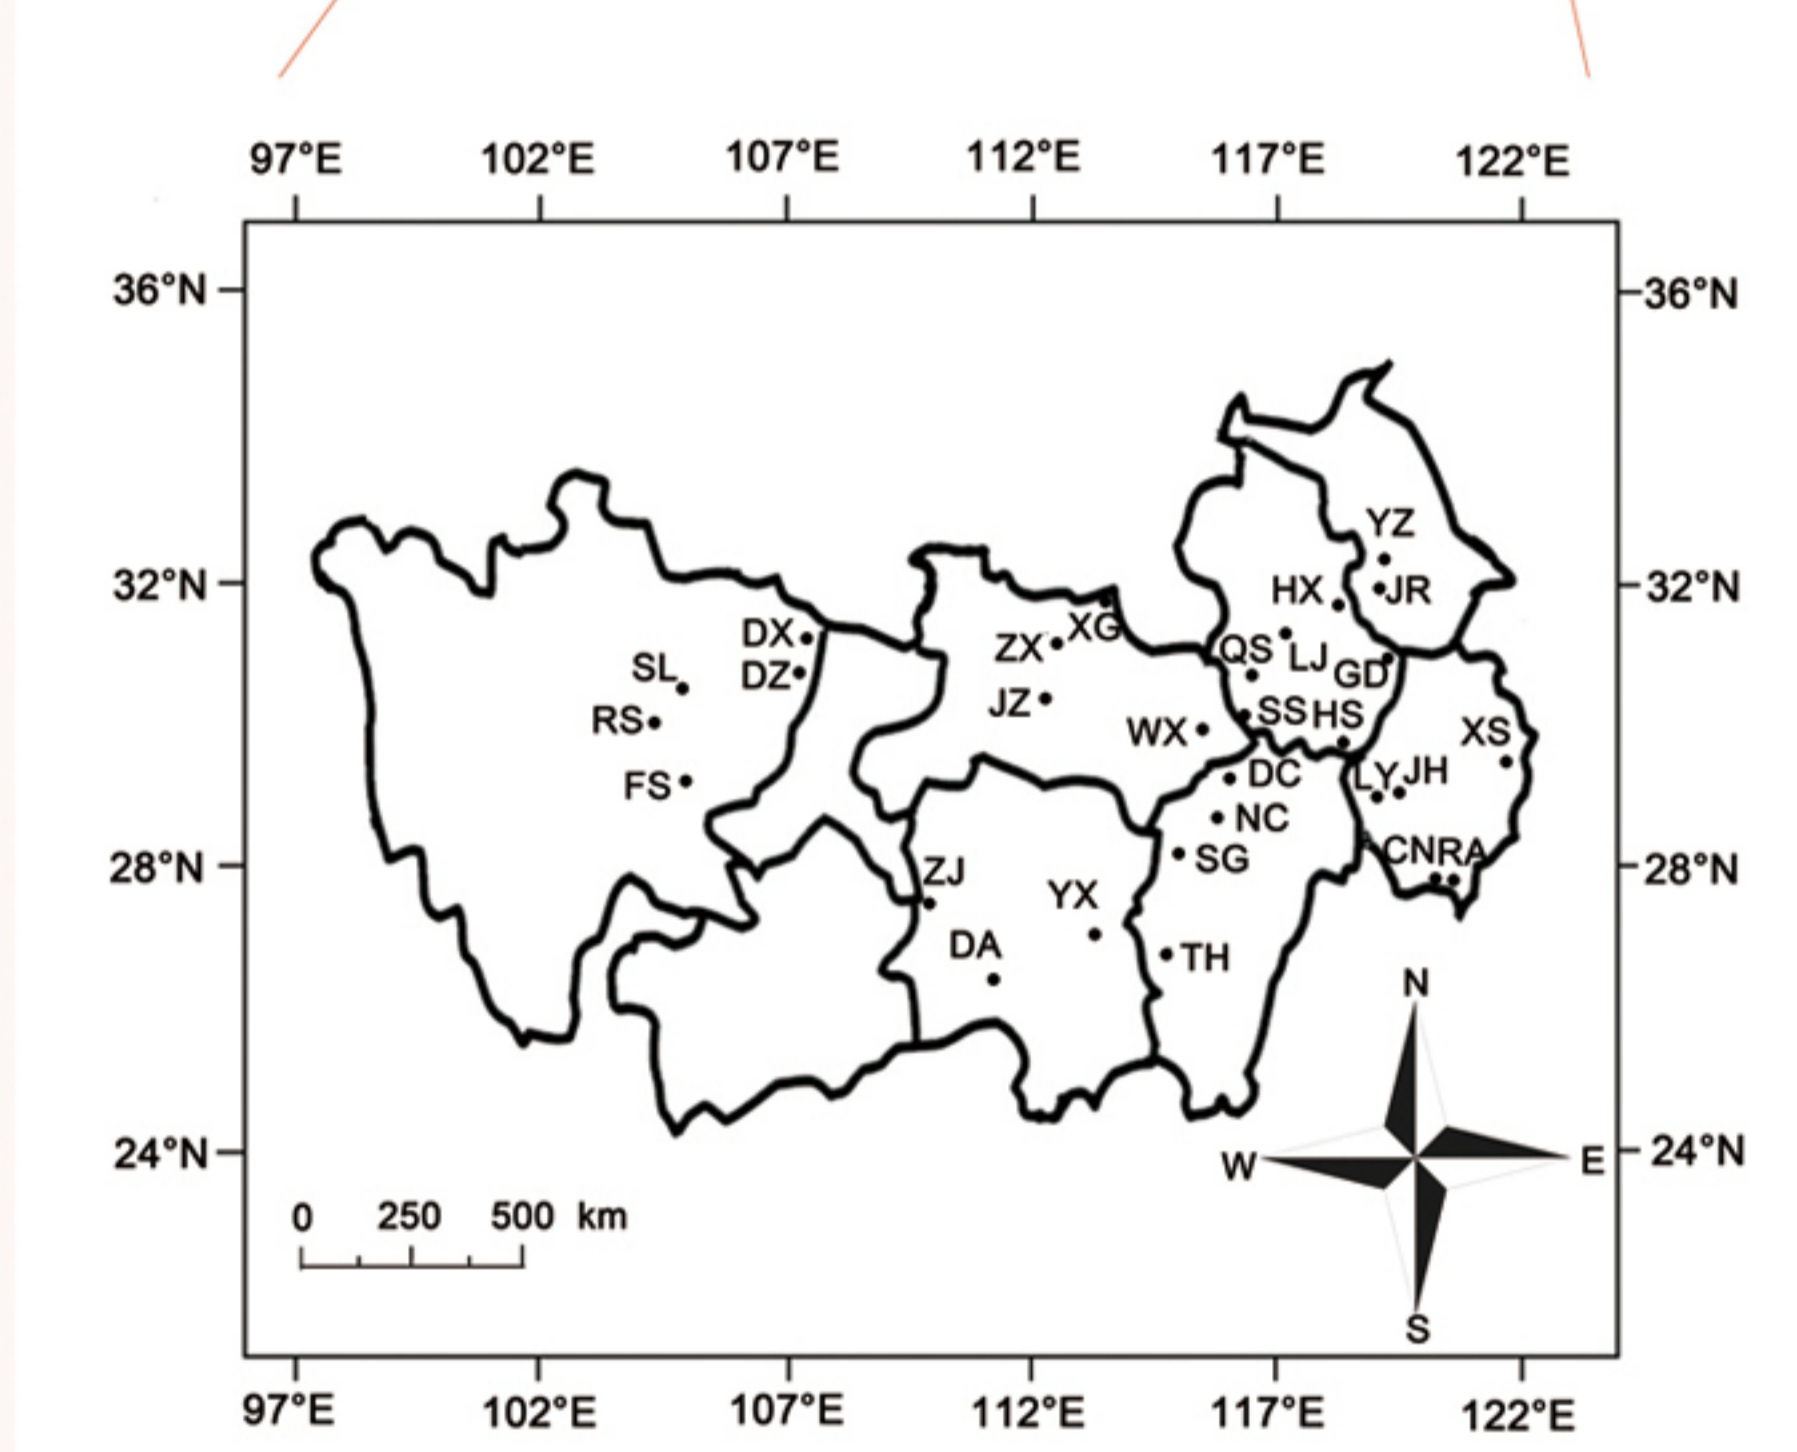 97°E 102°E 107°E 112°E 117°E 122°E
36°N 36°N
YZ
32°N HX JR 32°N
DX ZX XG QS LJ GD
SL DZ
RS JZ WX SS HS XS
FS DC LY JH
NC
28°N ZJ SG CN RA 28°N
YX
DA TH
N
24°N W E 24°N
0 250 500 km
S
97°E 102°E 107°E 112°E 117°E 122°E